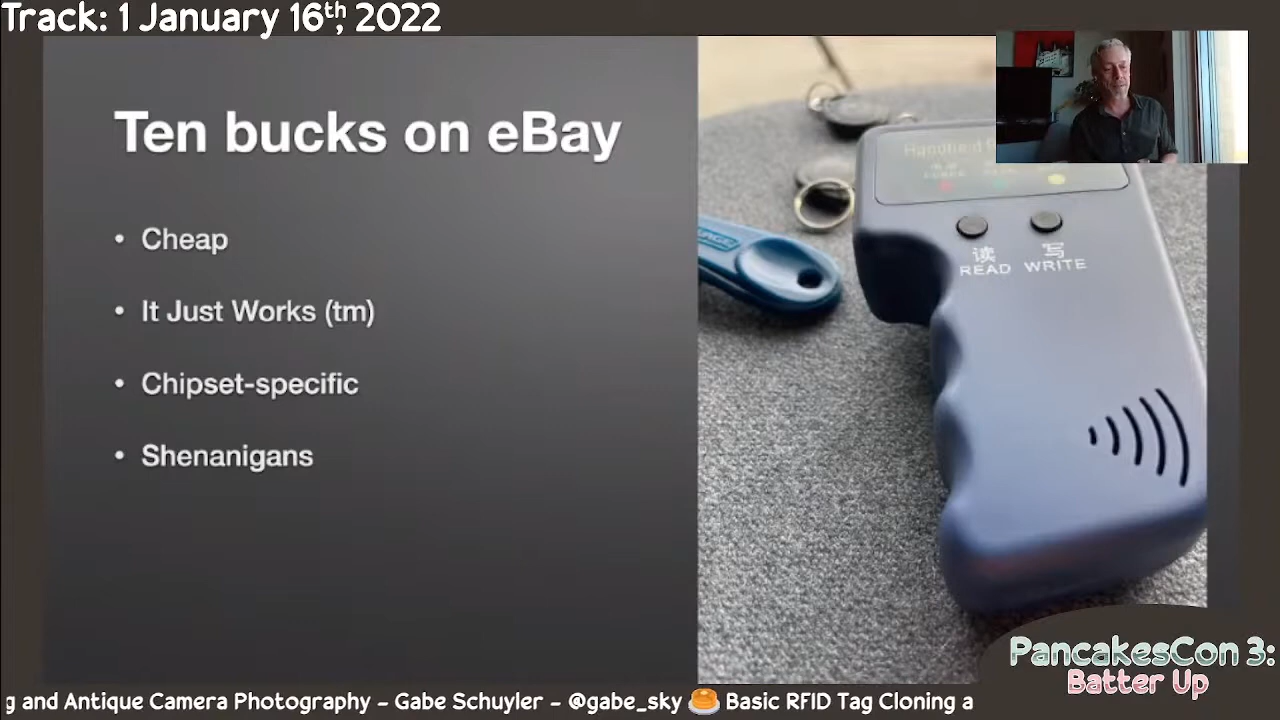 Track: 1 January 16th, 2022
Ten bucks on eBay
• Cheap
• It Just Works (tm)
• Chipset-specific
• Shenanigans
Handheld
读 写
READ WRITE
PancakesCon 3:
Batter Up
g and Antique Camera Photography - Gabe Schuyler - @gabe_sky 🥞 Basic RFID Tag Cloning a